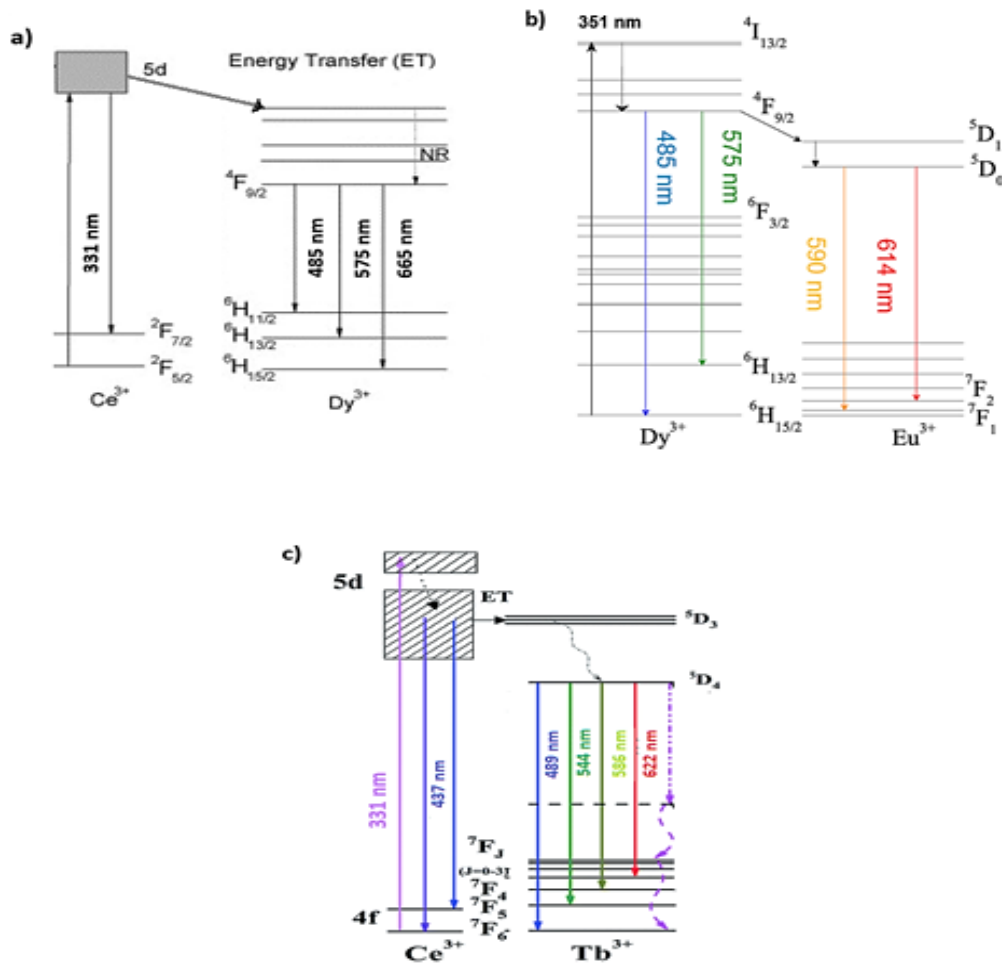 a)
5d
Energy Transfer (ET)
NR
⁴F₉/₂
331 nm
485 nm
575 nm
665 nm
²F₇/₂
²F₅/₂
⁶H₁₁/₂
⁶H₁₃/₂
⁶H₁₅/₂
Ce³⁺
Dy³⁺
b)
351 nm
⁴I₁₃/₂
⁴F₉/₂
⁵D₁
⁵D₀
485 nm
575 nm
⁶F₃/₂
590 nm
614 nm
⁶H₁₃/₂
⁷F₂
⁶H₁₅/₂
⁷F₁
Dy³⁺
Eu³⁺
c)
5d
ET
⁵D₃
⁵D₄
331 nm
437 nm
489 nm
544 nm
586 nm
622 nm
⁷F_J
(J=0-3)
⁷F₄
⁷F₅
4f
⁷F₆
Ce³⁺
Tb³⁺